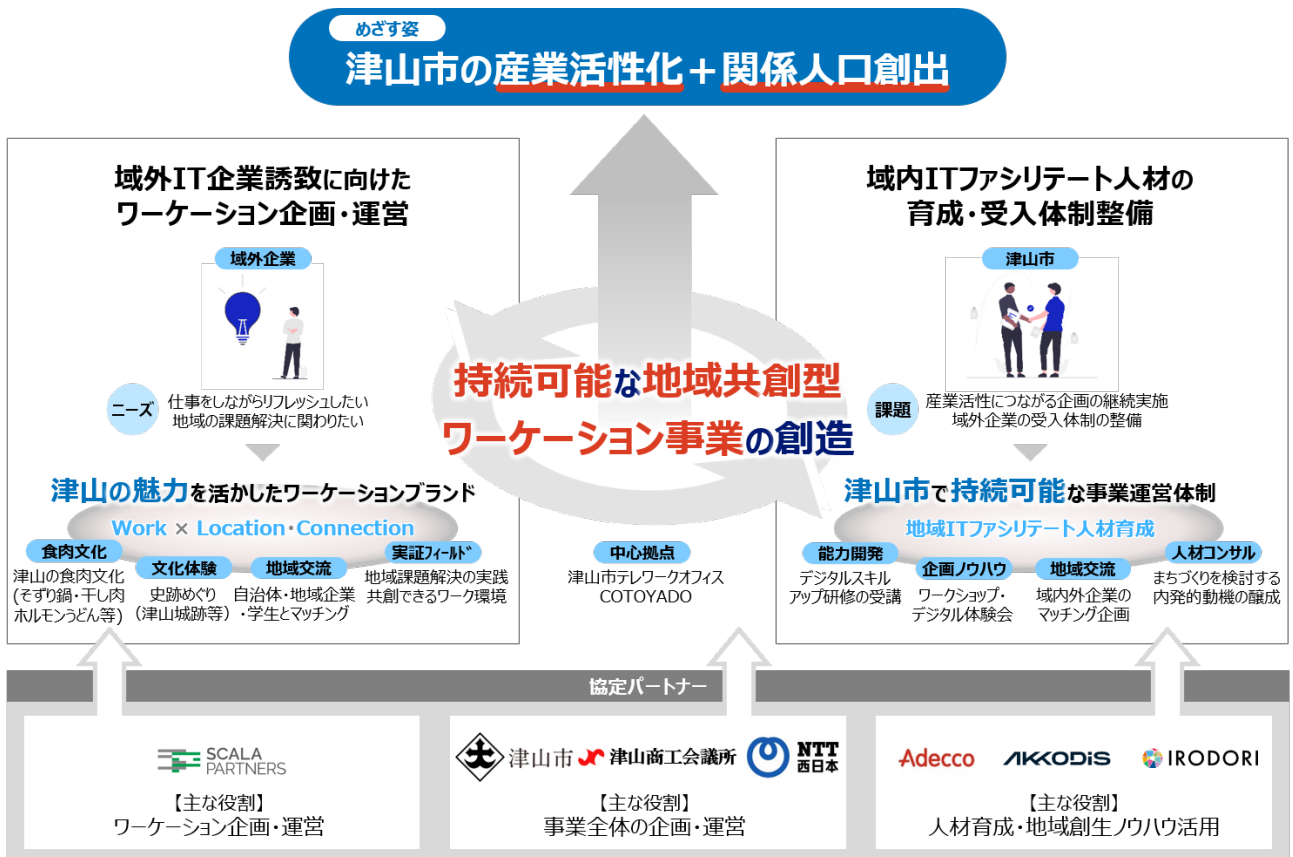 めざす姿
津山市の産業活性化＋関係人口創出
域外IT企業誘致に向けた
ワーケーション企画・運営
域外企業
ニーズ
仕事をしながらリフレッシュしたい
地域の課題解決に関わりたい
津山の魅力を活かしたワーケーションブランド
Work × Location・Connection
食肉文化
津山の食肉文化
(そずり鍋・干し肉
ホルモンうどん等)
文化体験
史跡めぐり
（津山城跡等）
地域交流
自治体・地域企業
・学生とマッチング
実証ﾌｨｰﾙﾄﾞ
地域課題解決の実践
共創できるワーク環境
持続可能な地域共創型
ワーケーション事業の創造
中心拠点
津山市テレワークオフィス
COTOYADO
域内ITファシリテート人材の
育成・受入体制整備
津山市
課題
産業活性につながる企画の継続実施
域外企業の受入体制の整備
津山市で持続可能な事業運営体制
地域ITファシリテート人材育成
能力開発
デジタルスキル
アップ研修の受講
企画ノウハウ
ワークショップ・
デジタル体験会
地域交流
域内外企業の
マッチング企画
人材コンサル
まちづくりを検討する
内発的動機の醸成
協定パートナー
SCALA
PARTNERS
【主な役割】
ワーケーション企画・運営
津山市
津山商工会議所
NTT
西日本
【主な役割】
事業全体の企画・運営
Adecco
AKKODiS
IRODORI
【主な役割】
人材育成・地域創生ノウハウ活用